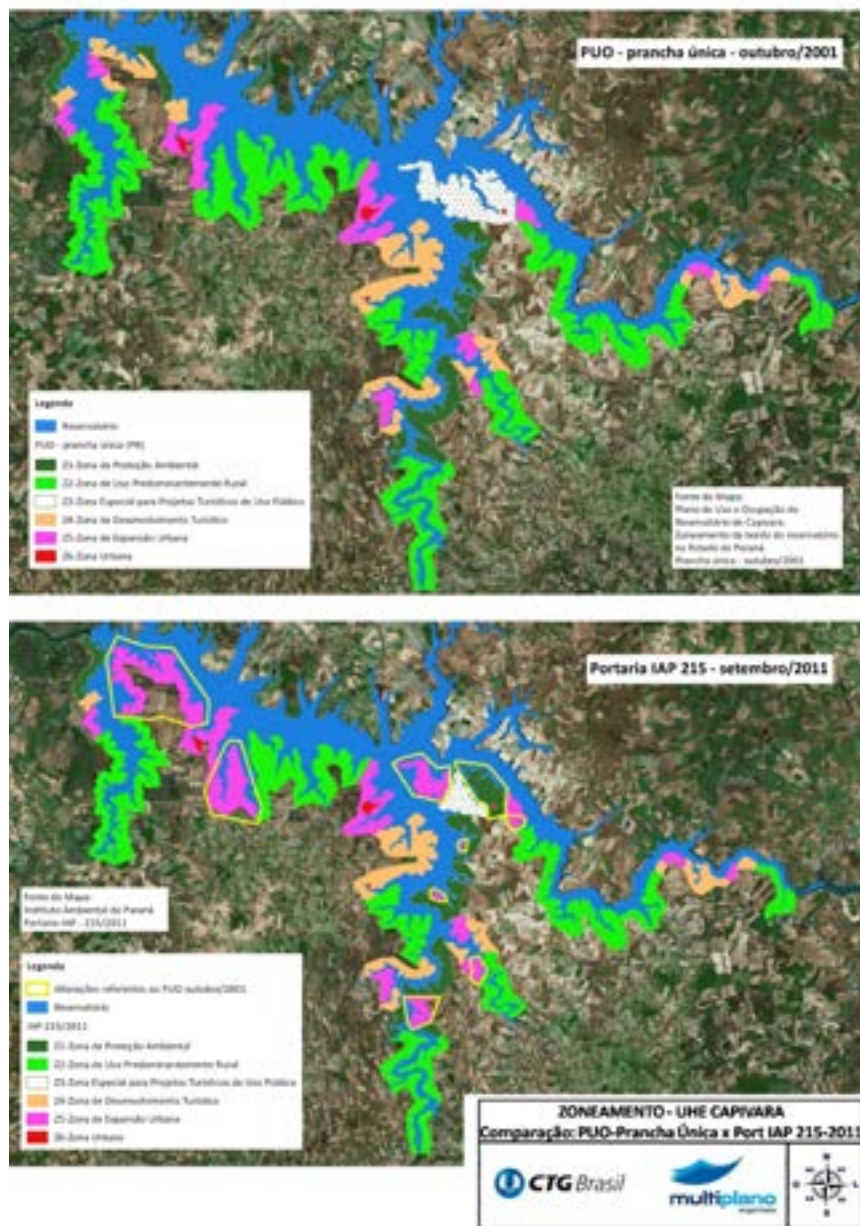 PUO - prancha única - outubro/2001
Legenda
Reservatório
PUO - prancha única (PR)
Z1-Zona de Proteção Ambiental
Z2-Zona de Uso Predominantemente Rural
Z3-Zona Especial para Projetos Turísticos de Uso Público
Z4-Zona de Desenvolvimento Turístico
Z5-Zona de Expansão Urbana
Z6-Zona Urbana
Fonte do Mapa:
Plano de Uso e Ocupação do
Reservatório de Capivara.
Zoneamento da borda do reservatório
no Estado do Paraná.
Prancha única - outubro/2001
Portaria IAP 215 - setembro/2011
Fonte do Mapa:
Instituto Ambiental do Paraná
Portaria IAP - 215/2011
Legenda
Alterações referentes ao PUO outubro/2001
Reservatório
IAP 215/2011
Z1-Zona de Proteção Ambiental
Z2-Zona de Uso Predominantemente Rural
Z3-Zona Especial para Projetos Turísticos de Uso Público
Z4-Zona de Desenvolvimento Turístico
Z5-Zona de Expansão Urbana
Z6-Zona Urbana
ZONEAMENTO - UHE CAPIVARA
Comparação: PUO-Prancha Única x Port IAP 215-2011
CTG Brasil
multiplano
engenharia